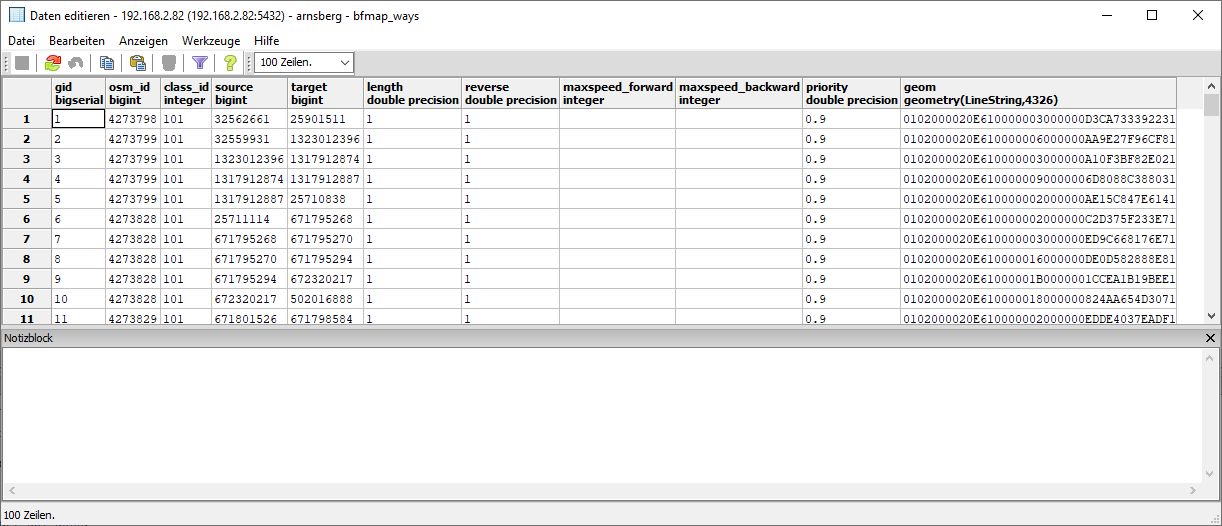 Daten editieren - 192.168.2.82 (192.168.2.82:5432) - arnsberg - bfmap_ways
Datei Bearbeiten Anzeigen Werkzeuge Hilfe
100 Zeilen.
gid osm_id class_id source target length reverse maxspeed_forward maxspeed_backward priority geom
bigserial bigint integer bigint bigint double precision double precision integer integer double precision geometry(LineString,4326)
1 1 4273798 101 32562661 25901511 1 1 0.9 0102000020E610000003000000D3CA733392231
2 2 4273799 101 32559931 1323012396 1 1 0.9 0102000020E610000006000000AA9E27F96CF81
3 3 4273799 101 1323012396 1317912874 1 1 0.9 0102000020E610000003000000A10F3BF82E021
4 4 4273799 101 1317912874 1317912887 1 1 0.9 0102000020E6100000090000006D8088C388031
5 5 4273799 101 1317912887 25710838 1 1 0.9 0102000020E610000002000000AE15C847E6141
6 6 4273828 101 25711114 671795268 1 1 0.9 0102000020E610000002000000C2D375F233E71
7 7 4273828 101 671795268 671795270 1 1 0.9 0102000020E610000003000000ED9C668176E71
8 8 4273828 101 671795270 671795294 1 1 0.9 0102000020E610000016000000DE0D582888E81
9 9 4273828 101 671795294 672320217 1 1 0.9 0102000020E61000001B0000001CCEA1B19BEE1
10 10 4273828 101 672320217 502016888 1 1 0.9 0102000020E610000018000000824AA654D3071
11 11 4273829 101 671801526 671798584 1 1 0.9 0102000020E610000002000000EDDE4037EADF1
Notizblock
100 Zeilen.